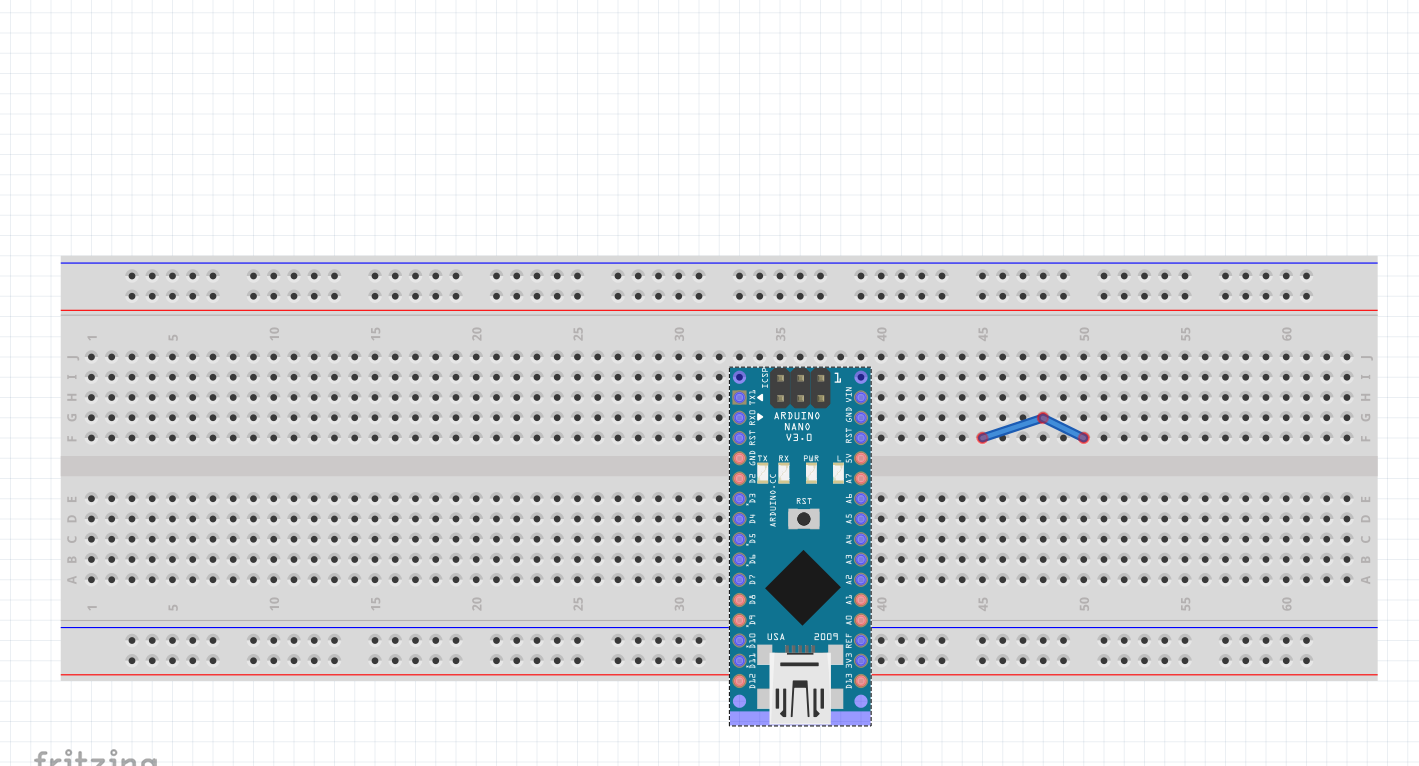 1 5 10 15 20 25 30 35 40 45 50 55 60
J J
I I
H H
G G
F F
E E
D D
C C
B B
A A
1 5 10 15 20 25 30 40 45 50 55 60
ICSP
1
TX1
RX0
RST
GND
D2
D3
D4
D5
D6
D7
D8
D9
D10
D11
D12
VIN
GND
RST
5V
A7
A6
A5
A4
A3
A2
A1
A0
REF
3V3
D13
ARDUINO
NANO
V3.0
TX RX PWR L
ARDUINO.CC
RST
USA 2009
fritzing